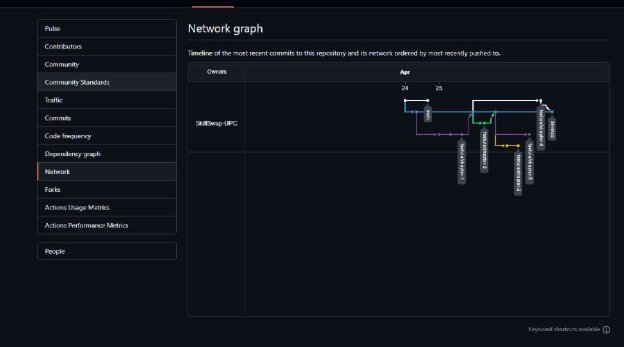 Pulse
Contributors
Community
Community Standards
Traffic
Commits
Code frequency
Dependency graph
Network
Forks
Actions Usage Metrics
Actions Performance Metrics
People
Network graph
Timeline of the most recent commits to this repository and its network ordered by most recently pushed to.
Owners
Apr
24 25
SkillSwap-UPC
main
develop
Keyboard shortcuts available